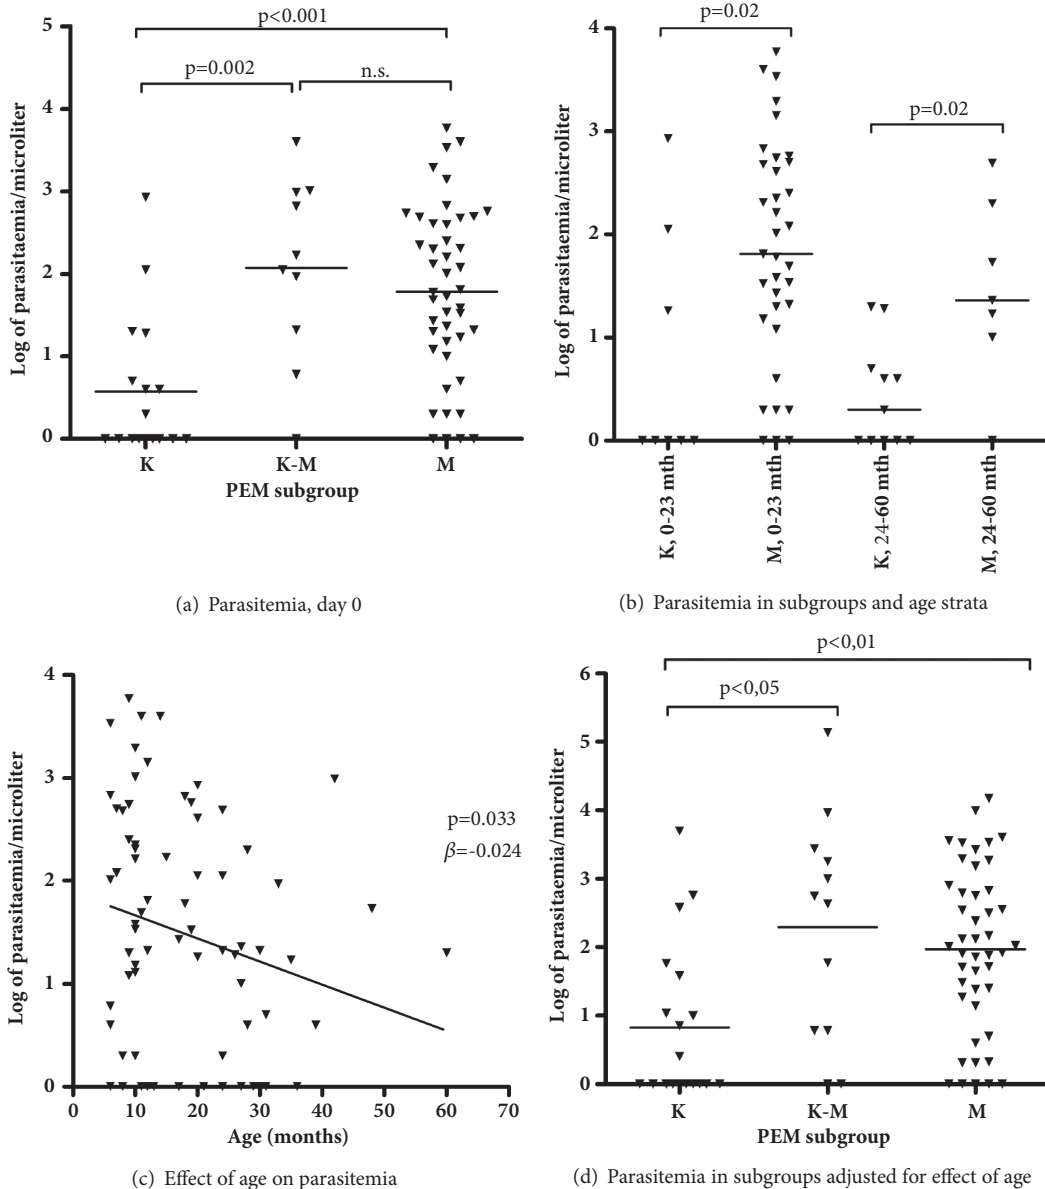 p<0.001
p=0.002
n.s.
5
4
3
2
1
0
Log of parasitaemia/microliter
K
K-M
M
PEM subgroup
(a) Parasitemia, day 0
p=0.02
p=0.02
4
3
2
1
0
Log of parasitaemia/microliter
K, 0-23 mth
M, 0-23 mth
K, 24-60 mth
M, 24-60 mth
(b) Parasitemia in subgroups and age strata
4
3
2
1
0
Log of parasitaemia/microliter
p=0.033
β=-0.024
0
10
20
30
40
50
60
70
Age (months)
(c) Effect of age on parasitemia
p<0,01
p<0,05
6
5
4
3
2
1
0
Log of parasitaemia/microliter
K
K-M
M
PEM subgroup
(d) Parasitemia in subgroups adjusted for effect of age